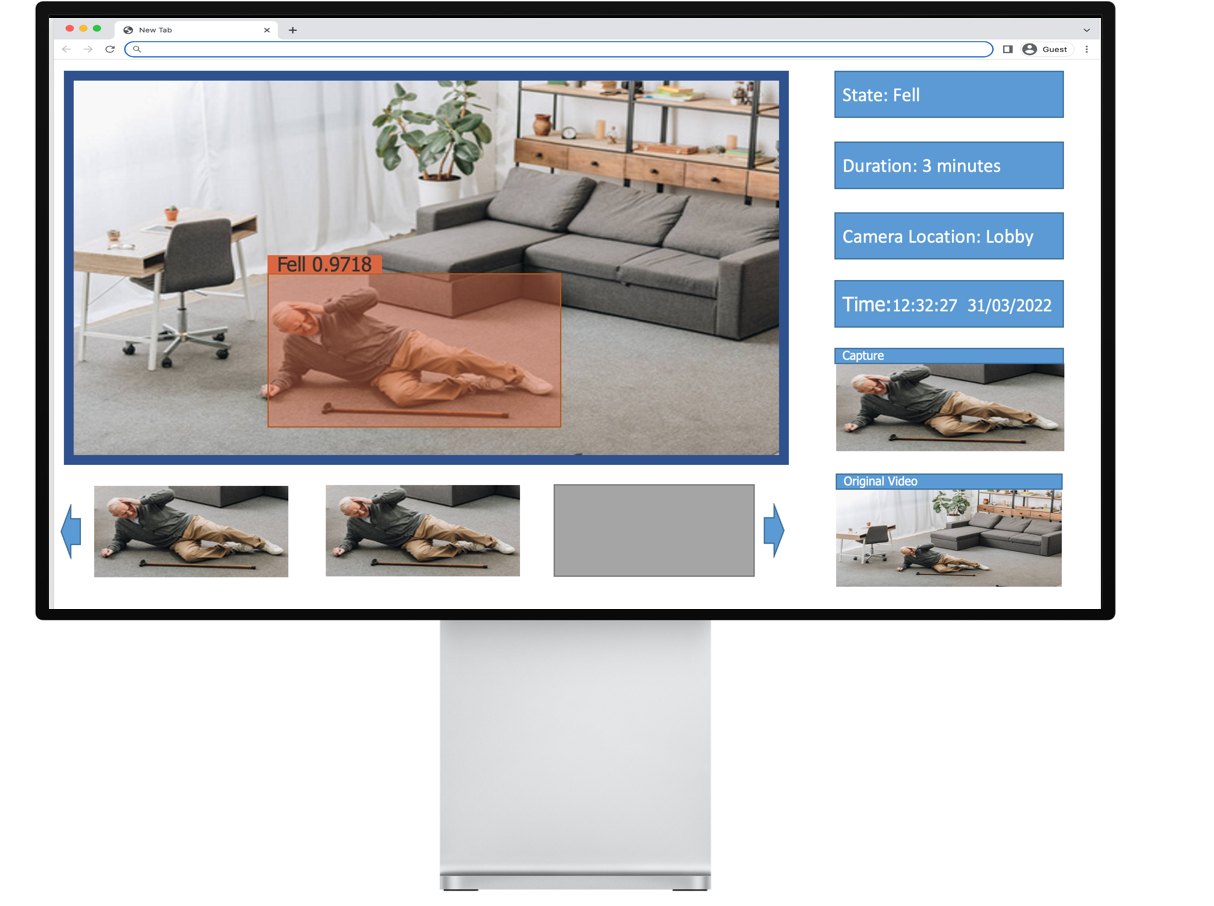 New Tab
Guest
Fell 0.9718
State: Fell
Duration: 3 minutes
Camera Location: Lobby
Time:12:32:27 31/03/2022
Capture
Original Video